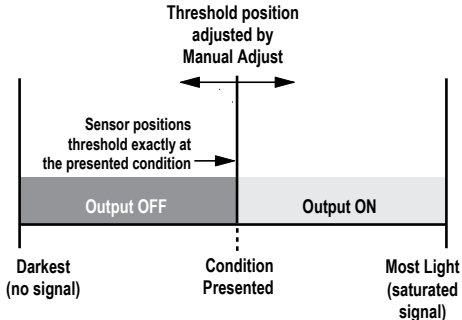 Threshold position
adjusted by
Manual Adjust
Sensor positions
threshold exactly at
the presented condition
Output OFF
Output ON
Darkest
(no signal)
Condition
Presented
Most Light
(saturated
signal)